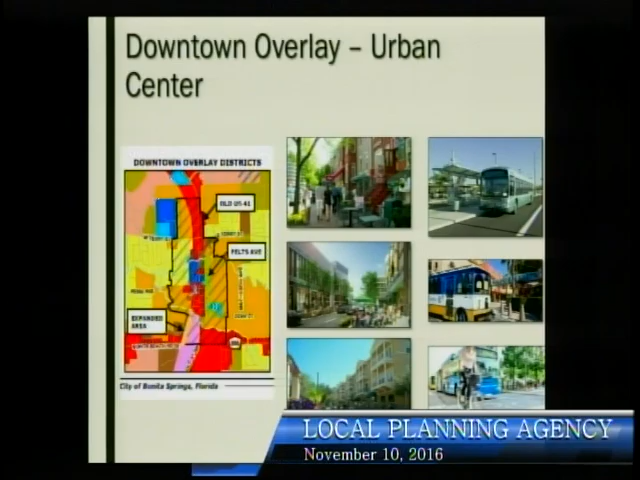 Downtown Overlay – Urban
Center
DOWNTOWN OVERLAY DISTRICTS
OLD US-41
FELTS AVE
EXPANDED
AREA
City of Bonita Springs, Florida
LOCAL PLANNING AGENCY
November 10, 2016